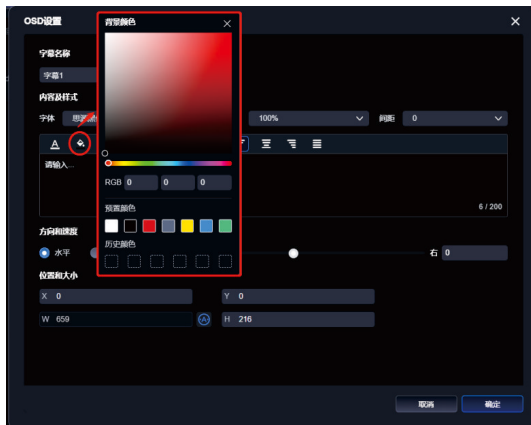 OSD设置
背景颜色
字幕名称
字幕1
内容及样式
字体
100%
间距 0
A
请输入...
6 / 200
RGB 0 0 0
预置颜色
历史颜色
方向和速度
水平
右 0
位置和大小
X 0
Y 0
W 659
A
H 216
取消
确定